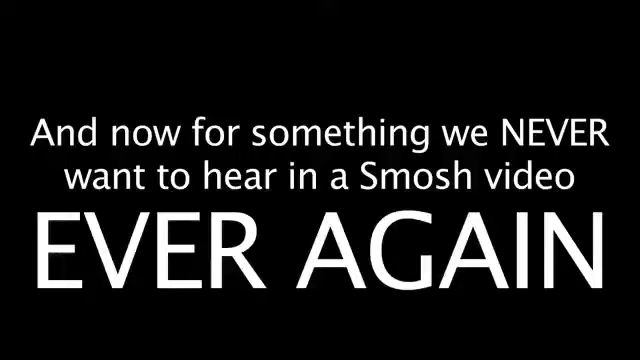 And now for something we NEVER
want to hear in a Smosh video
EVER AGAIN